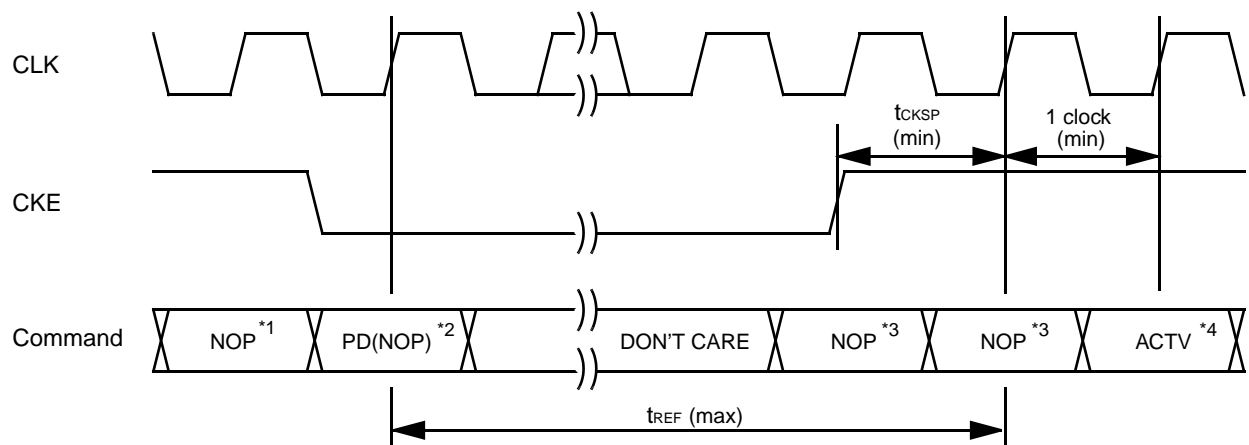 CLK
tCKSP
(min)
1 clock
(min)
CKE
Command
NOP *1
PD(NOP) *2
DON'T CARE
NOP *3
NOP *3
ACTV *4
tREF (max)